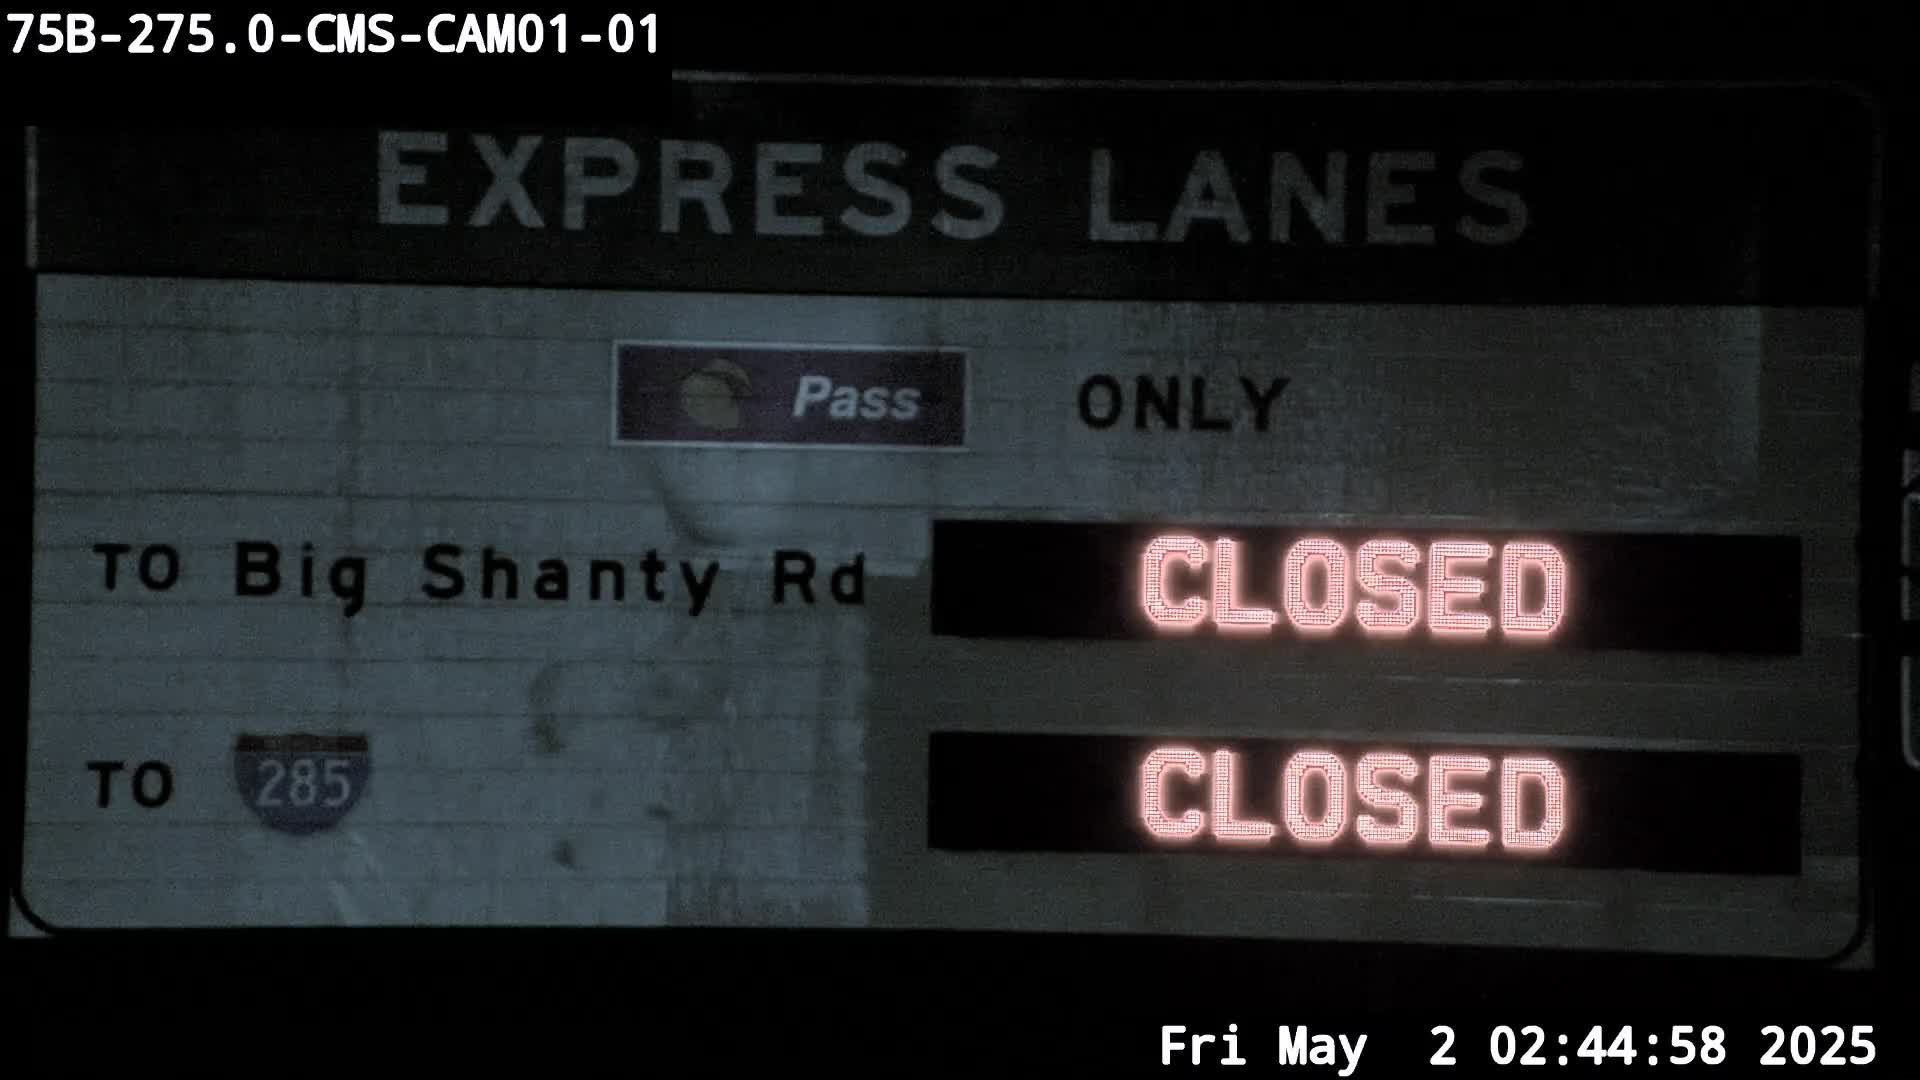 75B-275.0-CMS-CAM01-01
EXPRESS LANES
Pass ONLY
TO Big Shanty Rd CLOSED
TO 285 CLOSED
Fri May 2 02:44:58 2025